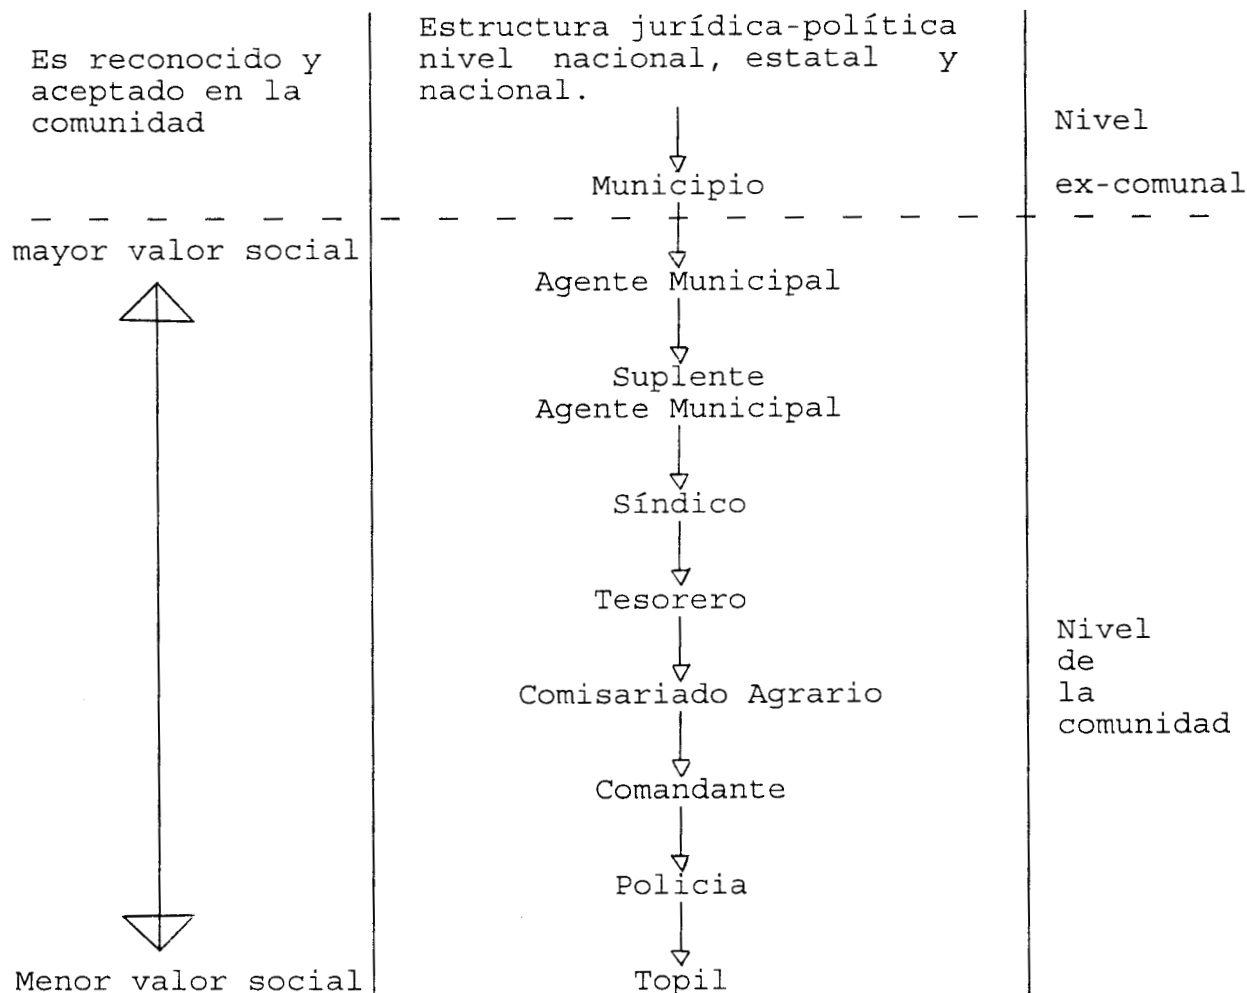 Es reconocido y
aceptado en la
comunidad
Estructura jurídica-política
nivel nacional, estatal y
nacional.
Nivel
ex-comunal
Municipio
mayor valor social
Agente Municipal
Suplente
Agente Municipal
Síndico
Tesorero
Comisariado Agrario
Comandante
Policia
Topil
Menor valor social
Nivel
de
la
comunidad